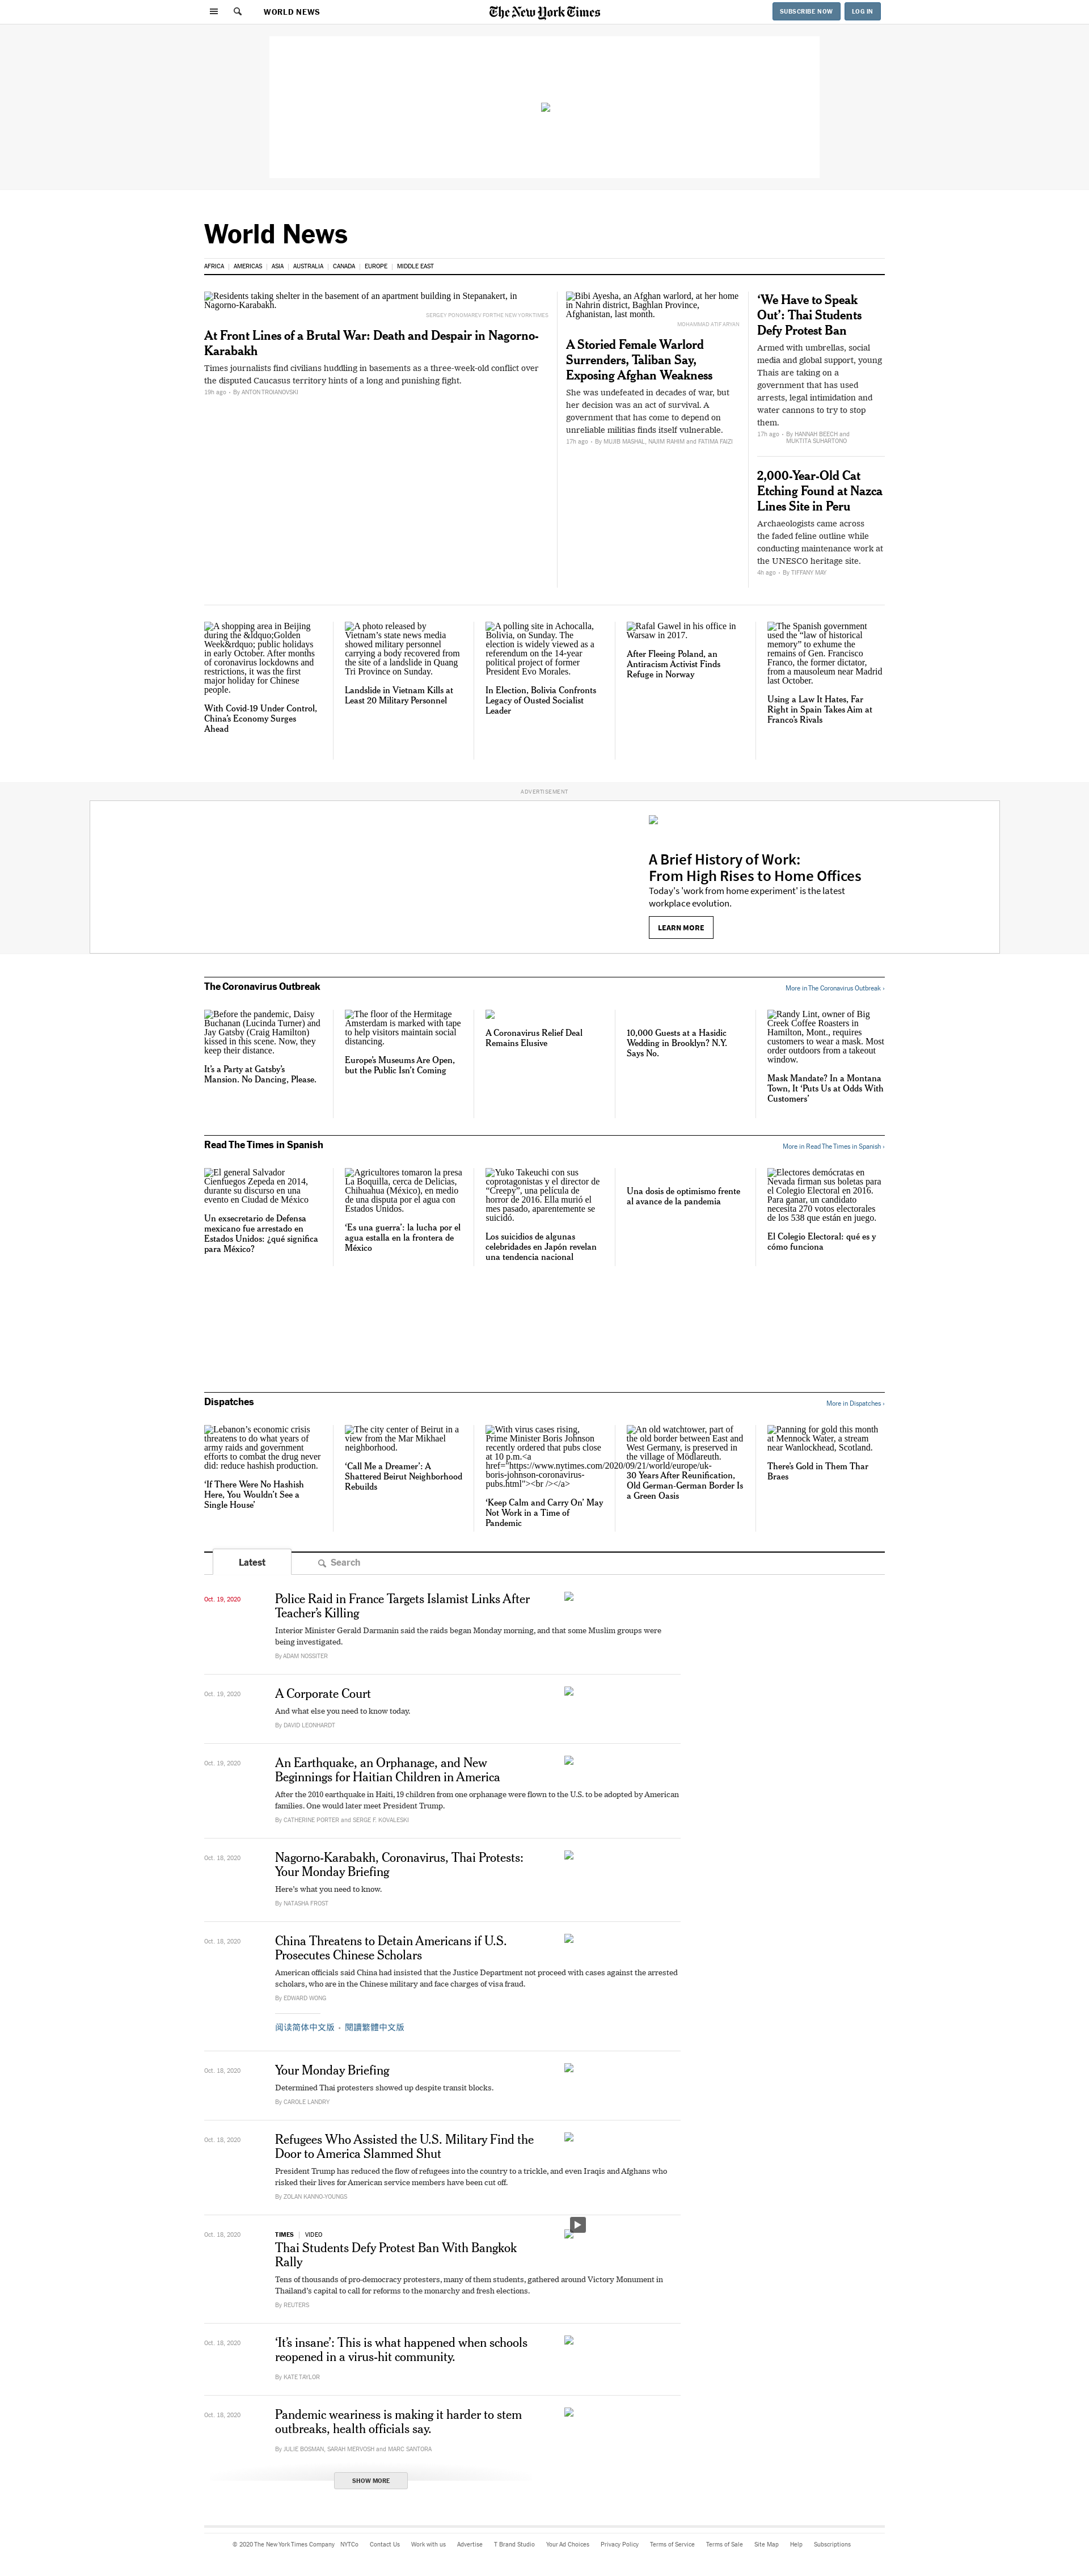 WORLD NEWS
The New York Times
SUBSCRIBE NOW
LOG IN
World News
AFRICA
AMERICAS
ASIA
AUSTRALIA
CANADA
EUROPE
MIDDLE EAST
Residents taking shelter in the basement of an apartment building in Stepanakert, in
Nagorno-Karabakh.
SERGEY PONOMAREV FOR THE NEW YORK TIMES
At Front Lines of a Brutal War: Death and Despair in Nagorno-
Karabakh
Times journalists find civilians huddling in basements as a three-week-old conflict over
the disputed Caucasus territory hints of a long and punishing fight.
19h ago • By ANTON TROIANOVSKI
Bibi Ayesha, an Afghan warlord, at her home
in Nahrin district, Baghlan Province,
Afghanistan, last month.
MOHAMMAD ATIF ARYAN
A Storied Female Warlord
Surrenders, Taliban Say,
Exposing Afghan Weakness
She was undefeated in decades of war, but
her decision was an act of survival. A
government that has come to depend on
unreliable militias finds itself vulnerable.
17h ago • By MUJIB MASHAL, NAJIM RAHIM and FATIMA FAIZI
‘We Have to Speak
Out’: Thai Students
Defy Protest Ban
Armed with umbrellas, social
media and global support, young
Thais are taking on a
government that has used
arrests, legal intimidation and
water cannons to try to stop
them.
17h ago • By HANNAH BEECH and
MUKTITA SUHARTONO
2,000-Year-Old Cat
Etching Found at Nazca
Lines Site in Peru
Archaeologists came across
the faded feline outline while
conducting maintenance work at
the UNESCO heritage site.
4h ago • By TIFFANY MAY
A shopping area in Beijing
during the &ldquo;Golden
Week&rdquo; public holidays
in early October. After months
of coronavirus lockdowns and
restrictions, it was the first
major holiday for Chinese
people.
With Covid-19 Under Control,
China’s Economy Surges
Ahead
A photo released by
Vietnam’s state news media
showed military personnel
carrying a body recovered from
the site of a landslide in Quang
Tri Province on Sunday.
Landslide in Vietnam Kills at
Least 20 Military Personnel
A polling site in Achocalla,
Bolivia, on Sunday. The
election is widely viewed as a
referendum on the 14-year
political project of former
President Evo Morales.
In Election, Bolivia Confronts
Legacy of Ousted Socialist
Leader
Rafal Gawel in his office in
Warsaw in 2017.
After Fleeing Poland, an
Antiracism Activist Finds
Refuge in Norway
The Spanish government
used the “law of historical
memory” to exhume the
remains of Gen. Francisco
Franco, the former dictator,
from a mausoleum near Madrid
last October.
Using a Law It Hates, Far
Right in Spain Takes Aim at
Franco’s Rivals
ADVERTISEMENT
A Brief History of Work:
From High Rises to Home Offices
Today's 'work from home experiment' is the latest
workplace evolution.
LEARN MORE
The Coronavirus Outbreak
More in The Coronavirus Outbreak ›
Before the pandemic, Daisy
Buchanan (Lucinda Turner) and
Jay Gatsby (Craig Hamilton)
kissed in this scene. Now, they
keep their distance.
It’s a Party at Gatsby’s
Mansion. No Dancing, Please.
The floor of the Hermitage
Amsterdam is marked with tape
to help visitors maintain social
distancing.
Europe’s Museums Are Open,
but the Public Isn’t Coming
A Coronavirus Relief Deal
Remains Elusive
10,000 Guests at a Hasidic
Wedding in Brooklyn? N.Y.
Says No.
Randy Lint, owner of Big
Creek Coffee Roasters in
Hamilton, Mont., requires
customers to wear a mask. Most
order outdoors from a takeout
window.
Mask Mandate? In a Montana
Town, It ‘Puts Us at Odds With
Customers’
Read The Times in Spanish
More in Read The Times in Spanish ›
El general Salvador
Cienfuegos Zepeda en 2014,
durante su discurso en una
evento en Ciudad de México
Un exsecretario de Defensa
mexicano fue arrestado en
Estados Unidos: ¿qué significa
para México?
Agricultores tomaron la presa
La Boquilla, cerca de Delicias,
Chihuahua (México), en medio
de una disputa por el agua con
Estados Unidos.
‘Es una guerra’: la lucha por el
agua estalla en la frontera de
México
Yuko Takeuchi con sus
coprotagonistas y el director de
“Creepy”, una película de
horror de 2016. Ella murió el
mes pasado, aparentemente se
suicidó.
Los suicidios de algunas
celebridades en Japón revelan
una tendencia nacional
Una dosis de optimismo frente
al avance de la pandemia
Electores demócratas en
Nevada firman sus boletas para
el Colegio Electoral en 2016.
Para ganar, un candidato
necesita 270 votos electorales
de los 538 que están en juego.
El Colegio Electoral: qué es y
cómo funciona
Dispatches
More in Dispatches ›
Lebanon’s economic crisis
threatens to do what years of
army raids and government
efforts to combat the drug never
did: reduce hashish production.
‘If There Were No Hashish
Here, You Wouldn’t See a
Single House’
The city center of Beirut in a
view from the Mar Mikhael
neighborhood.
‘Call Me a Dreamer’: A
Shattered Beirut Neighborhood
Rebuilds
With virus cases rising,
Prime Minister Boris Johnson
recently ordered that pubs close
at 10 p.m.<a
href="https://www.nytimes.com/2020/09/21/world/europe/uk-
boris-johnson-coronavirus-
pubs.html"><br /></a>
‘Keep Calm and Carry On’ May
Not Work in a Time of
Pandemic
An old watchtower, part of
the old border between East and
West Germany, is preserved in
the village of Mödlareuth.
30 Years After Reunification,
Old German-German Border Is
a Green Oasis
Panning for gold this month
at Mennock Water, a stream
near Wanlockhead, Scotland.
There’s Gold in Them Thar
Braes
Latest
Search
Oct. 19, 2020
Police Raid in France Targets Islamist Links After
Teacher’s Killing
Interior Minister Gerald Darmanin said the raids began Monday morning, and that some Muslim groups were
being investigated.
By ADAM NOSSITER
Oct. 19, 2020
A Corporate Court
And what else you need to know today.
By DAVID LEONHARDT
Oct. 19, 2020
An Earthquake, an Orphanage, and New
Beginnings for Haitian Children in America
After the 2010 earthquake in Haiti, 19 children from one orphanage were flown to the U.S. to be adopted by American
families. One would later meet President Trump.
By CATHERINE PORTER and SERGE F. KOVALESKI
Oct. 18, 2020
Nagorno-Karabakh, Coronavirus, Thai Protests:
Your Monday Briefing
Here’s what you need to know.
By NATASHA FROST
Oct. 18, 2020
China Threatens to Detain Americans if U.S.
Prosecutes Chinese Scholars
American officials said China had insisted that the Justice Department not proceed with cases against the arrested
scholars, who are in the Chinese military and face charges of visa fraud.
By EDWARD WONG
阅读简体中文版 • 閱讀繁體中文版
Oct. 18, 2020
Your Monday Briefing
Determined Thai protesters showed up despite transit blocks.
By CAROLE LANDRY
Oct. 18, 2020
Refugees Who Assisted the U.S. Military Find the
Door to America Slammed Shut
President Trump has reduced the flow of refugees into the country to a trickle, and even Iraqis and Afghans who
risked their lives for American service members have been cut off.
By ZOLAN KANNO-YOUNGS
Oct. 18, 2020
TIMES | VIDEO
Thai Students Defy Protest Ban With Bangkok
Rally
Tens of thousands of pro-democracy protesters, many of them students, gathered around Victory Monument in
Thailand’s capital to call for reforms to the monarchy and fresh elections.
By REUTERS
Oct. 18, 2020
‘It’s insane’: This is what happened when schools
reopened in a virus-hit community.
By KATE TAYLOR
Oct. 18, 2020
Pandemic weariness is making it harder to stem
outbreaks, health officials say.
By JULIE BOSMAN, SARAH MERVOSH and MARC SANTORA
SHOW MORE
© 2020 The New York Times Company
NYTCo
Contact Us
Work with us
Advertise
T Brand Studio
Your Ad Choices
Privacy Policy
Terms of Service
Terms of Sale
Site Map
Help
Subscriptions